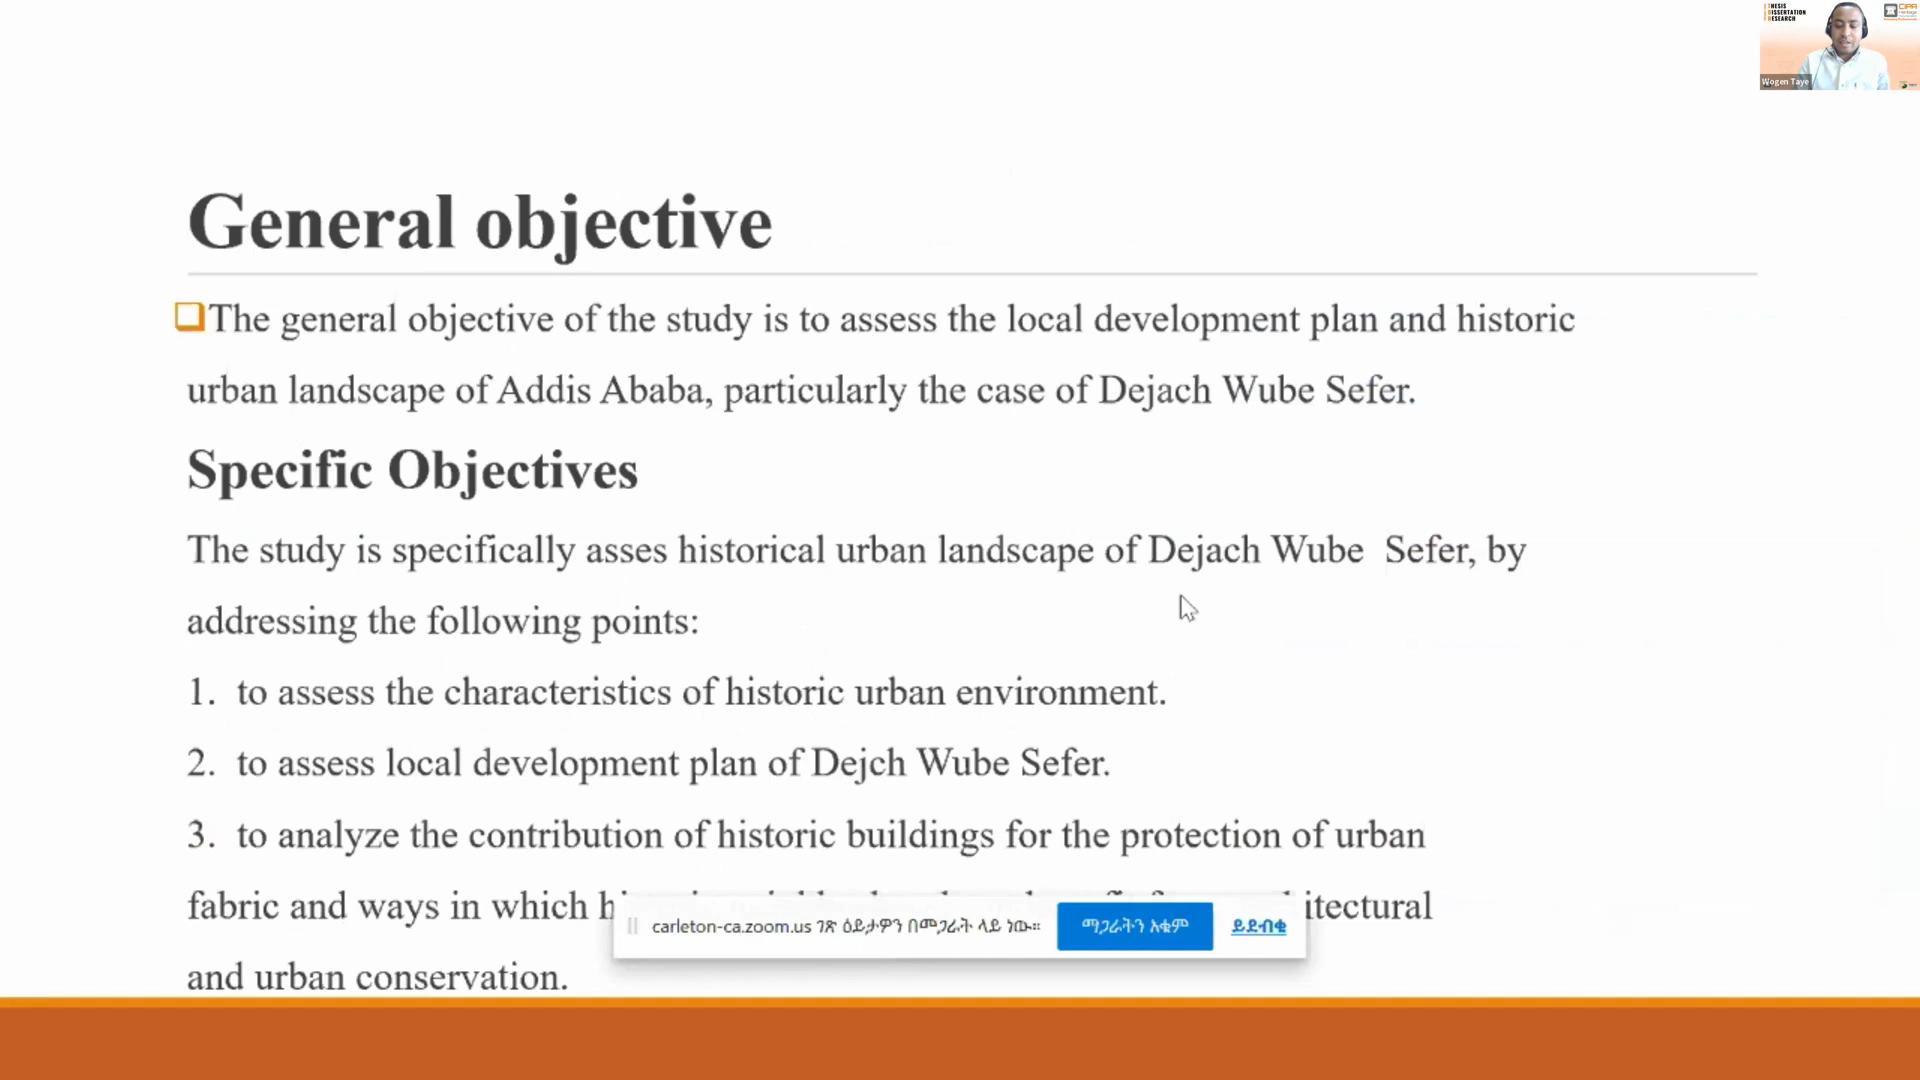 THESIS
DISSERTATION
RESEARCH
CIPA
Wogen Taye
General objective
The general objective of the study is to assess the local development plan and historic
urban landscape of Addis Ababa, particularly the case of Dejach Wube Sefer.
Specific Objectives
The study is specifically asses historical urban landscape of Dejach Wube Sefer, by
addressing the following points:
1. to assess the characteristics of historic urban environment.
2. to assess local development plan of Dejch Wube Sefer.
3. to analyze the contribution of historic buildings for the protection of urban
fabric and ways in which
carleton-ca.zoom.us ገጽ ዕይታዎን በመጋራት ላይ ነው። ማጋራትን አቁም ይደብቁ
and urban conservation.